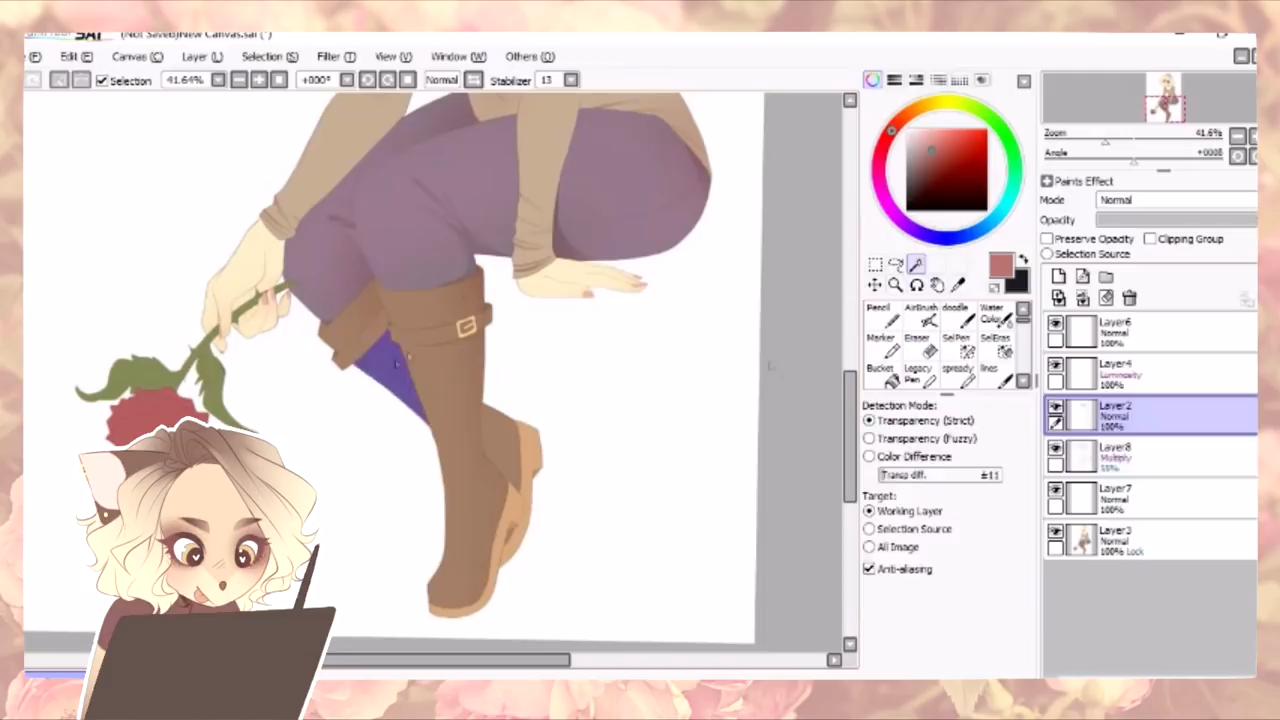 SAI (Not Saved)New Canvas.sai (*)
(F) Edit (E) Canvas (C) Layer (L) Selection (S) Filter (T) View (V) Window (W) Others (O)
Selection 41.64% +000° Normal Stabilizer 13
Zoom 41.6%
Angle +000
Paints Effect
Mode Normal
Opacity
Preserve Opacity Clipping Group
Selection Source
Pencil AirBrush doodle Water Color
Marker Eraser SelPen SelEras
Bucket Legacy Pen spready lines
Detection Mode:
Transparency (Strict)
Transparency (Fuzzy)
Color Difference
Transp diff. ±11
Target:
Working Layer
Selection Source
All Image
Anti-aliasing
Layer6
Normal
100%
Layer4
Luminosity
100%
Layer2
Normal
100%
Layer8
Multiply
Layer7
Normal
100%
Layer3
Normal
100% Lock